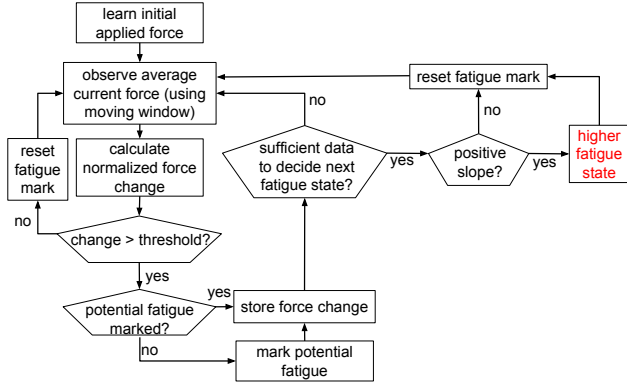 learn initial
applied force
observe average
current force (using
moving window)
reset fatigue mark
no
no
sufficient data
to decide next
fatigue state?
yes
positive
slope?
yes
higher
fatigue
state
reset
fatigue
mark
calculate
normalized force
change
no
change > threshold?
yes
yes
potential fatigue
marked?
store force change
no
mark potential
fatigue